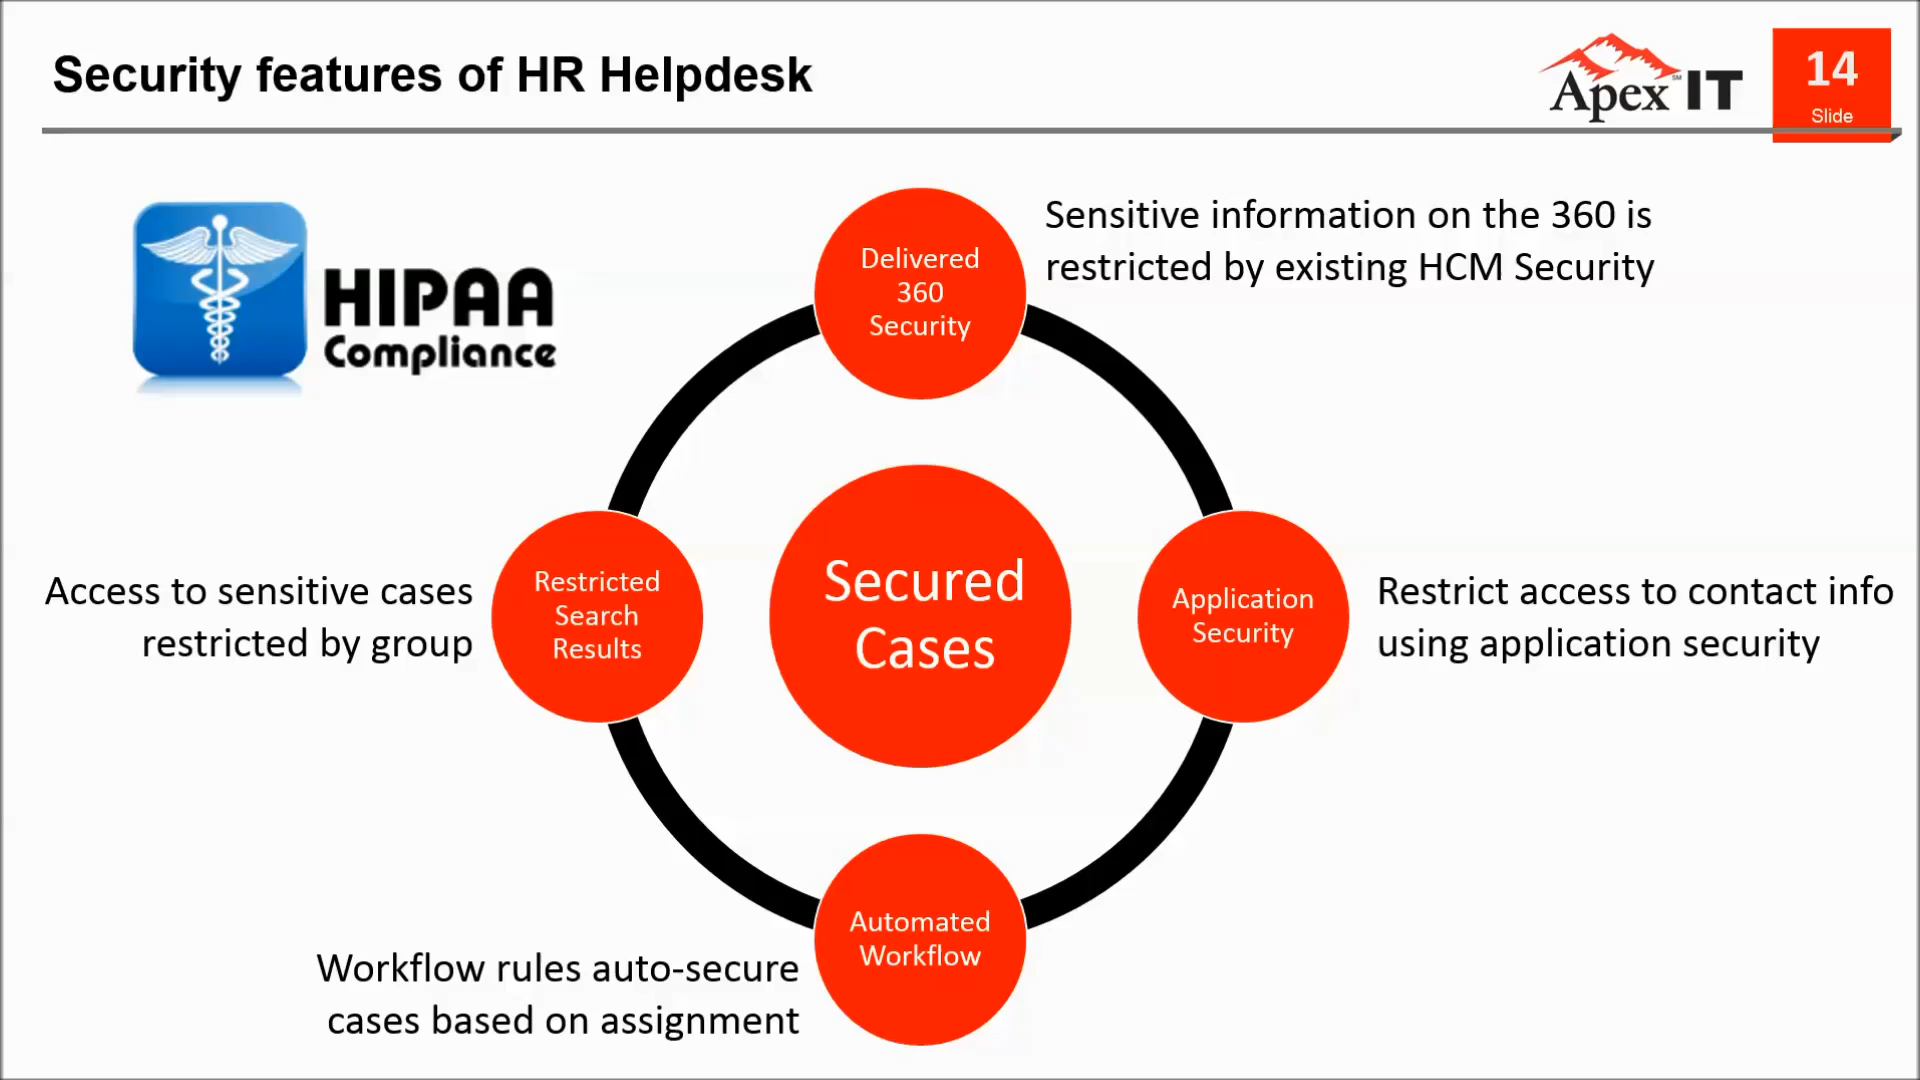 Security features of HR Helpdesk
Apex IT
SM
14
Slide
HIPAA
Compliance
Delivered
360
Security
Sensitive information on the 360 is
restricted by existing HCM Security
Access to sensitive cases
restricted by group
Restricted
Search
Results
Secured
Cases
Application
Security
Restrict access to contact info
using application security
Workflow rules auto-secure
cases based on assignment
Automated
Workflow